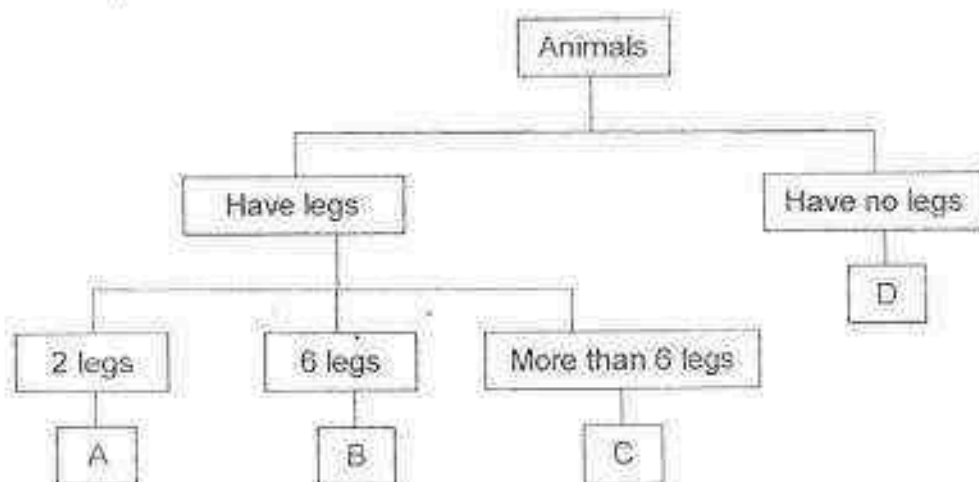 Animals
Have legs
Have no legs
D
2 legs
6 legs
More than 6 legs
A
B
C